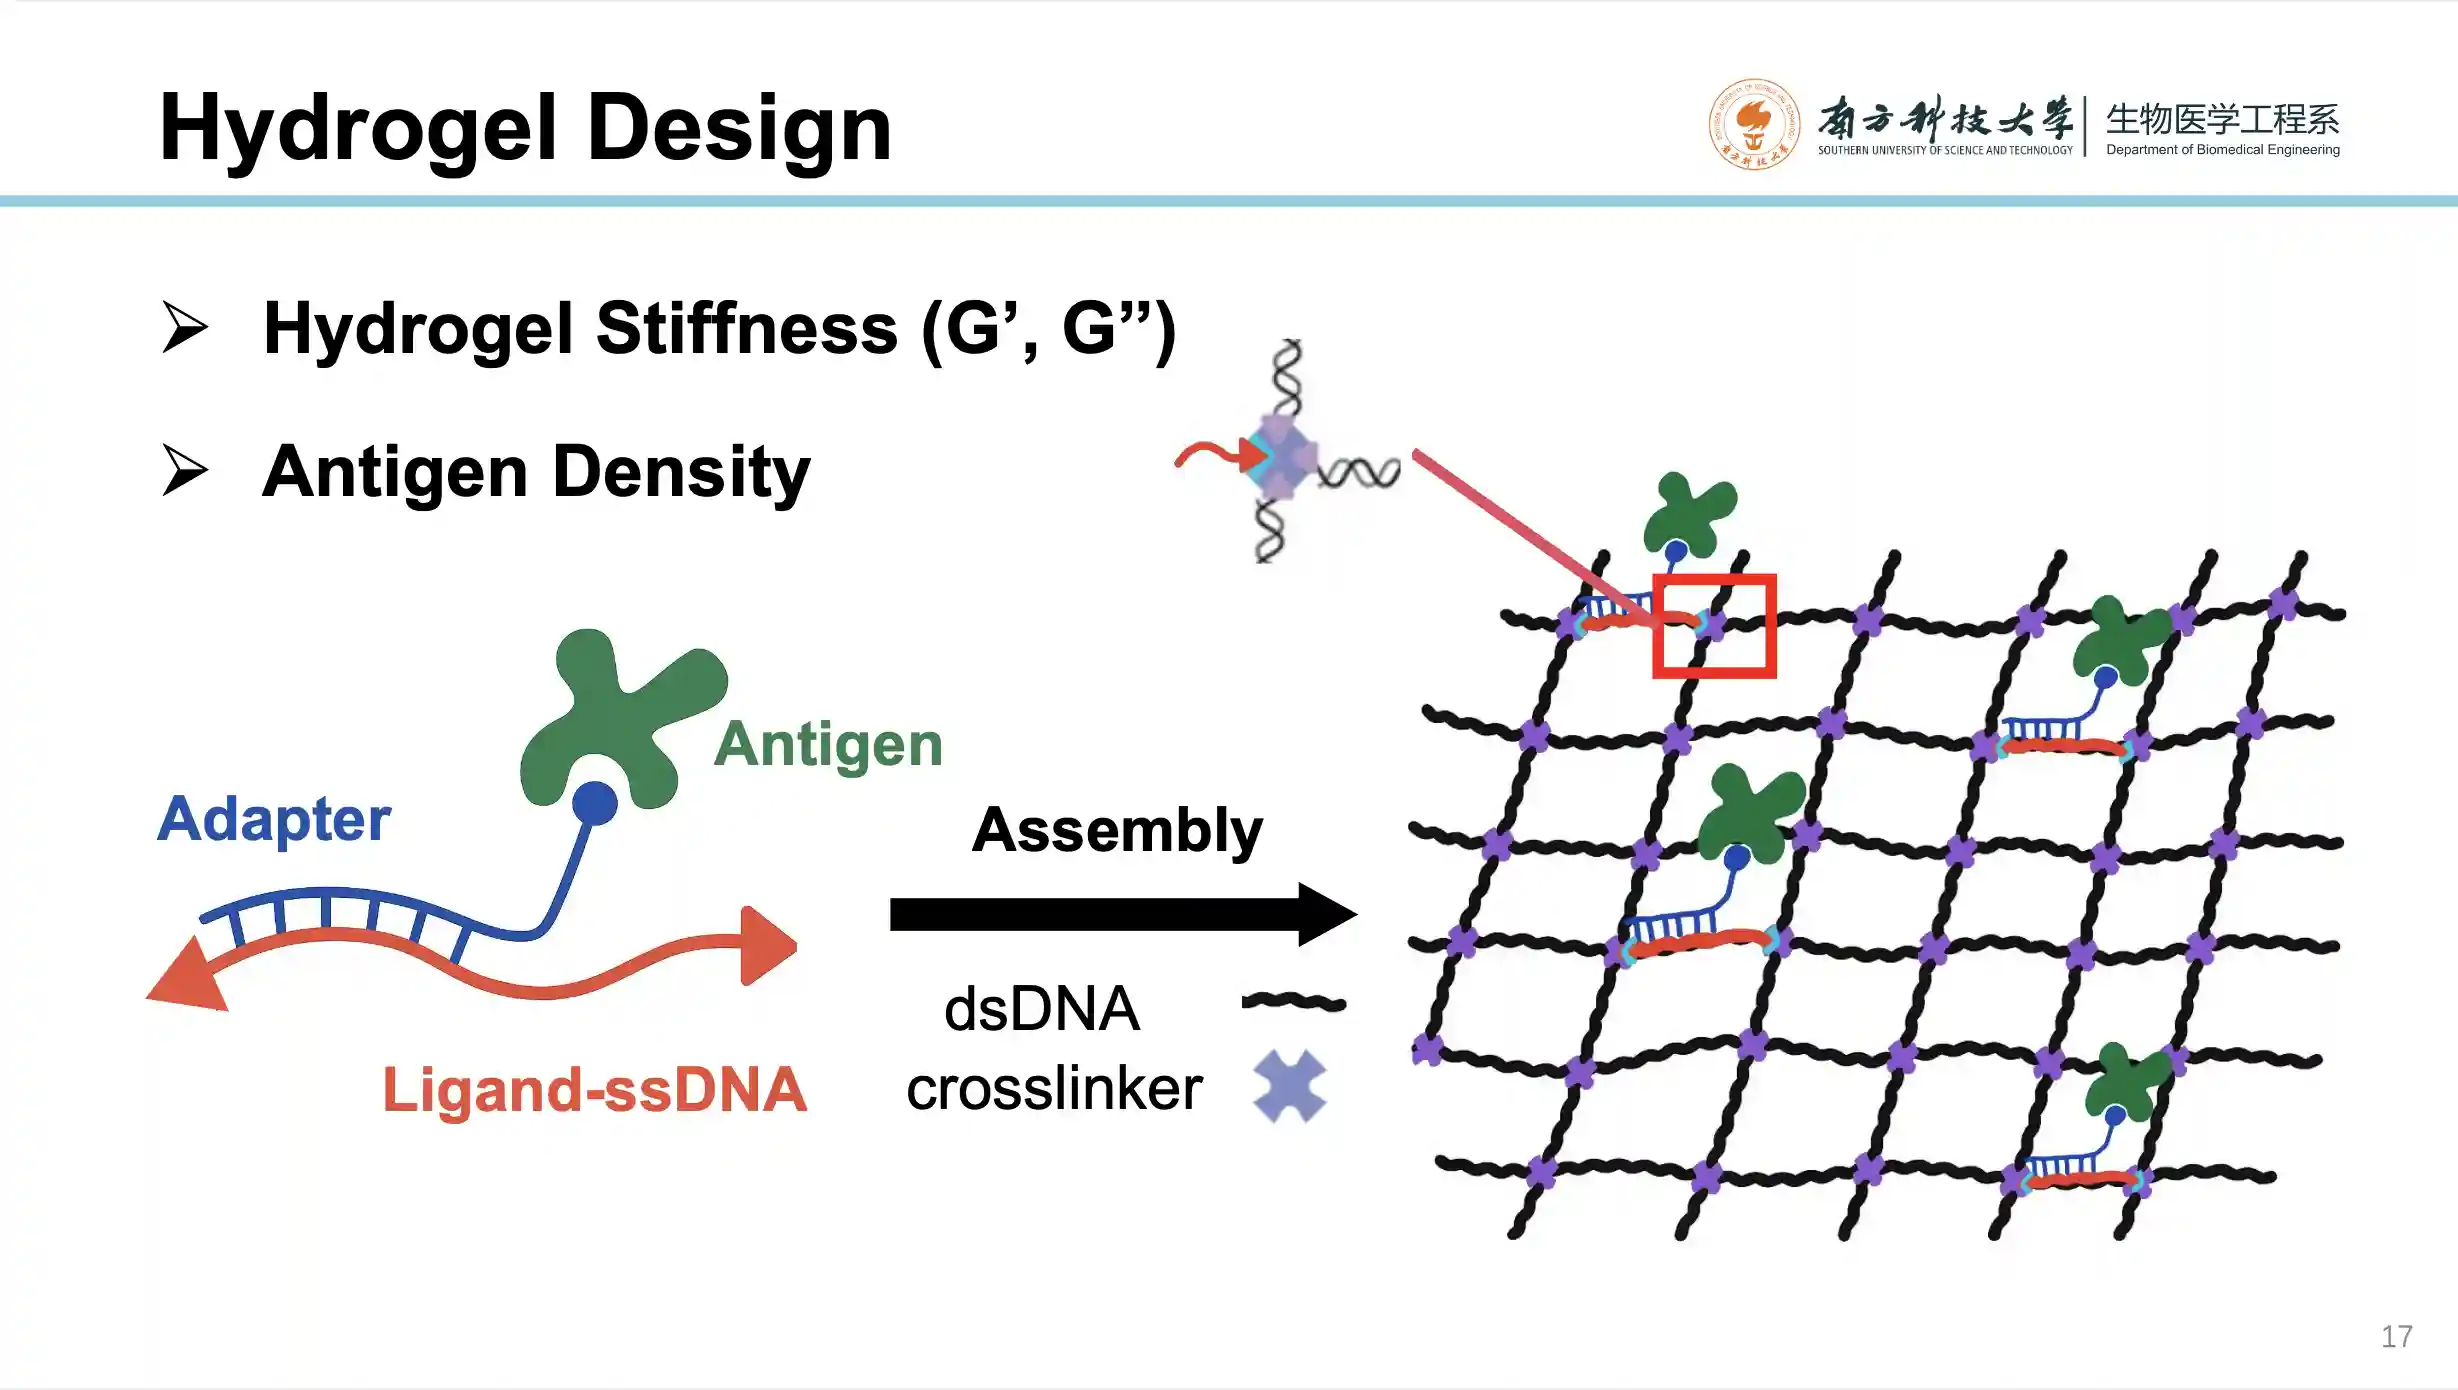 Hydrogel Design
南方科技大学
SOUTHERN UNIVERSITY OF SCIENCE AND TECHNOLOGY
生物医学工程系
Department of Biomedical Engineering
Hydrogel Stiffness (G’, G”)
Antigen Density
Antigen
Adapter
Ligand-ssDNA
Assembly
dsDNA
crosslinker
17